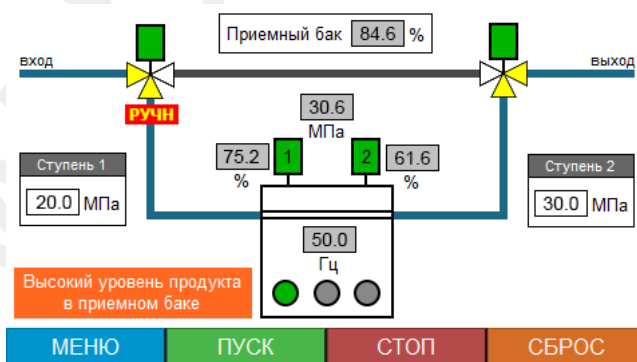 Приемный бак 84.6 %
вход
выход
РУЧН
30.6
МПа
75.2
%
1
2
61.6
%
Ступень 1
20.0 МПа
Ступень 2
30.0 МПа
50.0
Гц
Высокий уровень продукта
в приемном баке
МЕНЮ
ПУСК
СТОП
СБРОС